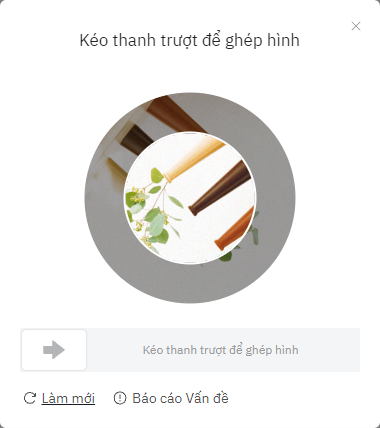 Kéo thanh trượt để ghép hình
Kéo thanh trượt để ghép hình
Làm mới
Báo cáo Vấn đề